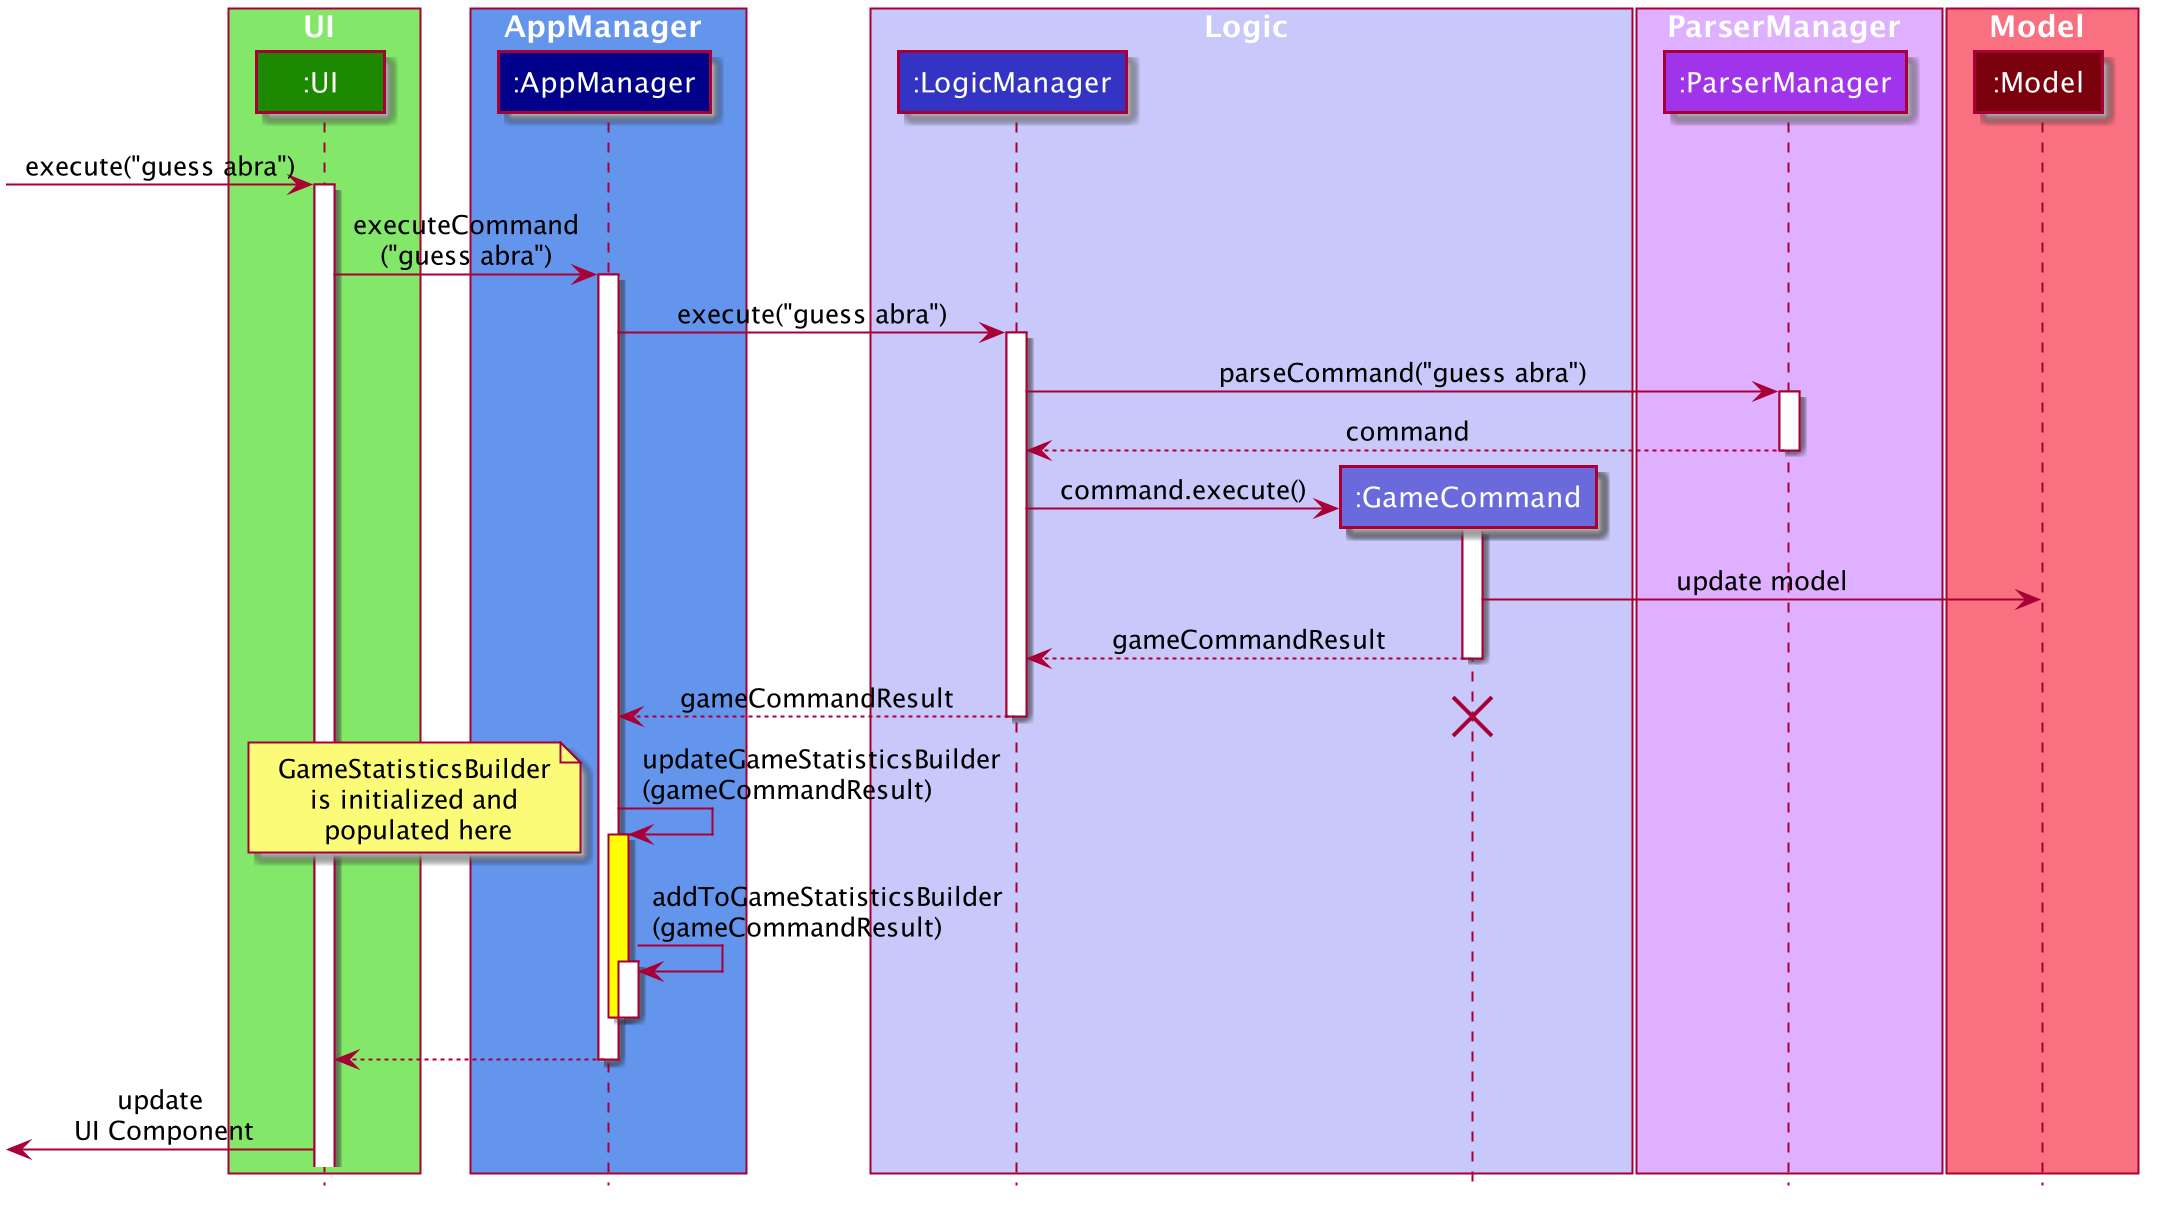 UI
AppManager
Logic
ParserManager
Model
:UI
:AppManager
:LogicManager
:ParserManager
:Model
execute("guess abra")
executeCommand
("guess abra")
execute("guess abra")
parseCommand("guess abra")
command
command.execute()
:GameCommand
update model
gameCommandResult
gameCommandResult
GameStatisticsBuilder
is initialized and
populated here
updateGameStatisticsBuilder
(gameCommandResult)
addToGameStatisticsBuilder
(gameCommandResult)
update
UI Component